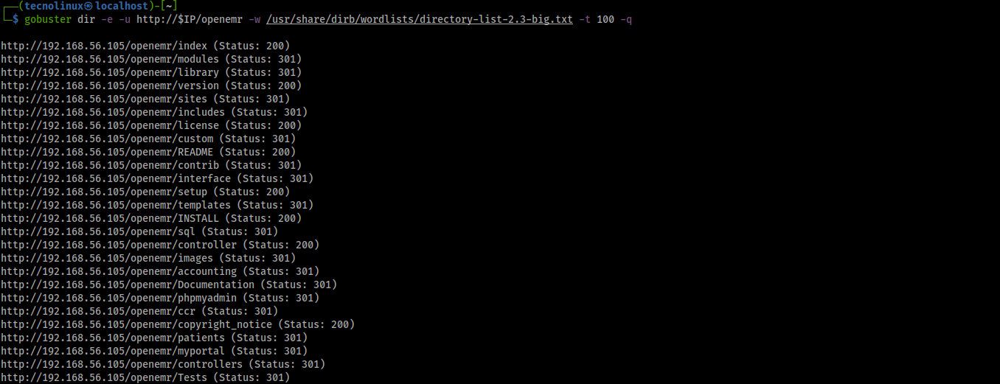 ┌──(tecnolinux㉿localhost)-[~]
└─$ gobuster dir -e -u http://$IP/openemr -w /usr/share/dirb/wordlists/directory-list-2.3-big.txt -t 100 -q
http://192.168.56.105/openemr/index (Status: 200)
http://192.168.56.105/openemr/modules (Status: 301)
http://192.168.56.105/openemr/library (Status: 301)
http://192.168.56.105/openemr/version (Status: 200)
http://192.168.56.105/openemr/sites (Status: 301)
http://192.168.56.105/openemr/includes (Status: 301)
http://192.168.56.105/openemr/license (Status: 200)
http://192.168.56.105/openemr/custom (Status: 301)
http://192.168.56.105/openemr/README (Status: 200)
http://192.168.56.105/openemr/contrib (Status: 301)
http://192.168.56.105/openemr/interface (Status: 301)
http://192.168.56.105/openemr/setup (Status: 200)
http://192.168.56.105/openemr/templates (Status: 301)
http://192.168.56.105/openemr/INSTALL (Status: 200)
http://192.168.56.105/openemr/sql (Status: 301)
http://192.168.56.105/openemr/controller (Status: 200)
http://192.168.56.105/openemr/images (Status: 301)
http://192.168.56.105/openemr/accounting (Status: 301)
http://192.168.56.105/openemr/Documentation (Status: 301)
http://192.168.56.105/openemr/phpmyadmin (Status: 301)
http://192.168.56.105/openemr/ccr (Status: 301)
http://192.168.56.105/openemr/copyright_notice (Status: 200)
http://192.168.56.105/openemr/patients (Status: 301)
http://192.168.56.105/openemr/myportal (Status: 301)
http://192.168.56.105/openemr/controllers (Status: 301)
http://192.168.56.105/openemr/Tests (Status: 301)